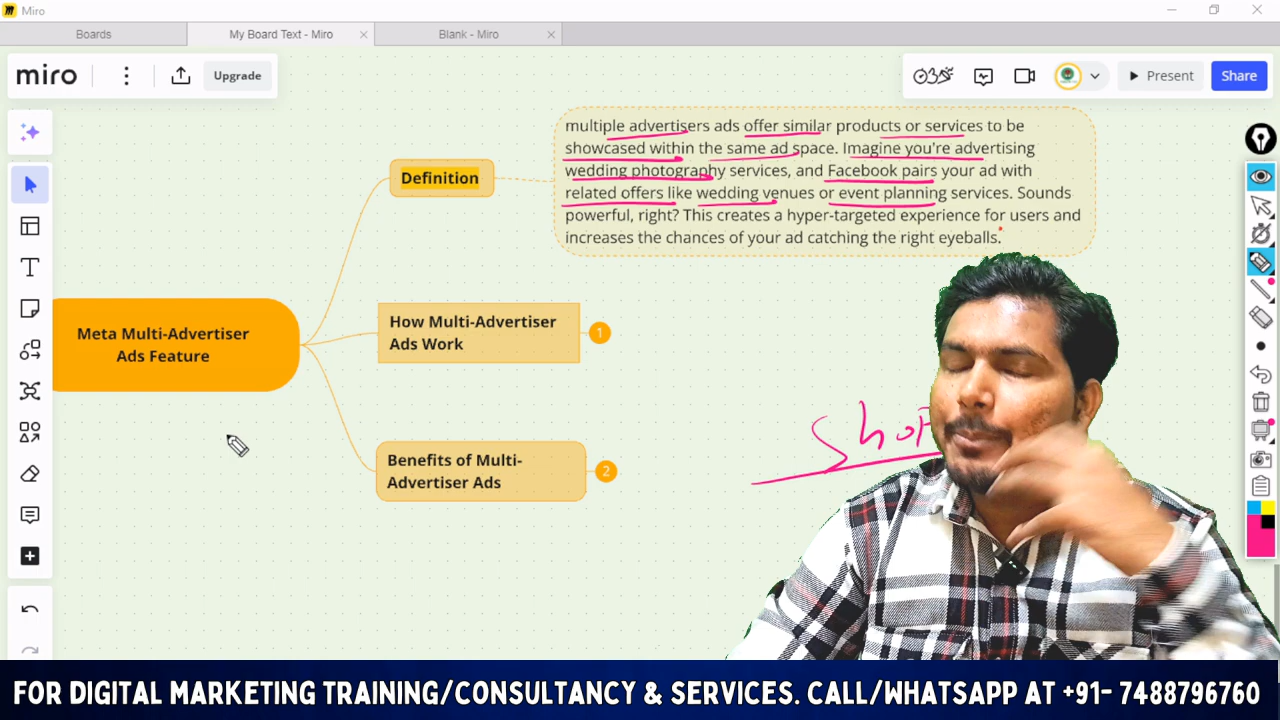 Miro
Boards
My Board Text - Miro
Blank - Miro
miro
Upgrade
Present
Share
multiple advertisers ads offer similar products or services to be
showcased within the same ad space. Imagine you're advertising
wedding photography services, and Facebook pairs your ad with
related offers like wedding venues or event planning services. Sounds
powerful, right? This creates a hyper-targeted experience for users and
increases the chances of your ad catching the right eyeballs.
Definition
Meta Multi-Advertiser
Ads Feature
How Multi-Advertiser
Ads Work
1
Benefits of Multi-
Advertiser Ads
2
FOR DIGITAL MARKETING TRAINING/CONSULTANCY & SERVICES. CALL/WHATSAPP AT +91- 7488796760